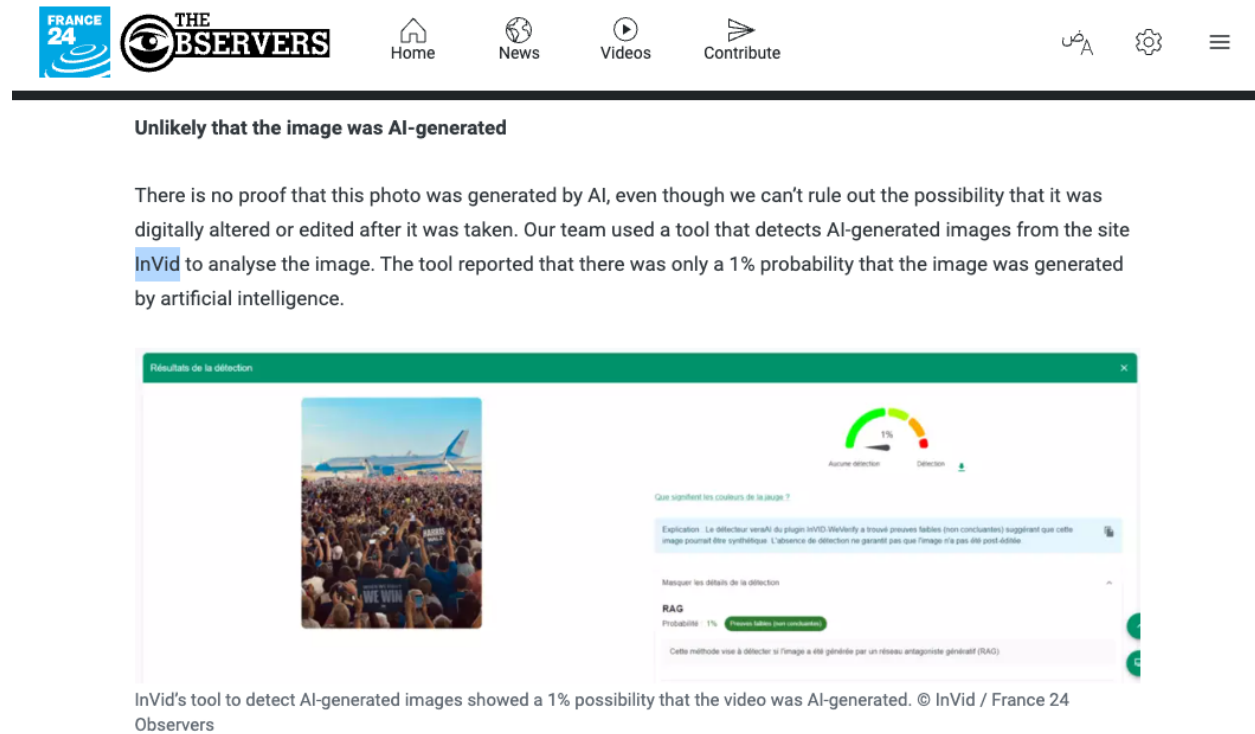 FRANCE
24
THE
OBSERVERS
Home
News
Videos
Contribute
ض A
Unlikely that the image was AI-generated
There is no proof that this photo was generated by AI, even though we can’t rule out the possibility that it was
digitally altered or edited after it was taken. Our team used a tool that detects AI-generated images from the site
InVid to analyse the image. The tool reported that there was only a 1% probability that the image was generated
by artificial intelligence.
Résultats de la détection
1%
Aucune détection
Détection
Que signifient les couleurs de la jauge ?
Explication : Le détecteur veraAI du plugin InVID-WeVerify a trouvé preuves faibles (non concluantes) suggérant que cette
image pourrait être synthétique. L'absence de détection ne garantit pas que l'image n'a pas été post-éditée.
Masquer les détails de la détection
RAG
Probabilité : 1% Preuves faibles (non concluantes)
Cette méthode vise à détecter si l'image a été générée par un réseau antagoniste génératif (RAG)
HARRIS
WALZ
WE WIN
InVid’s tool to detect AI-generated images showed a 1% possibility that the video was AI-generated. © InVid / France 24
Observers